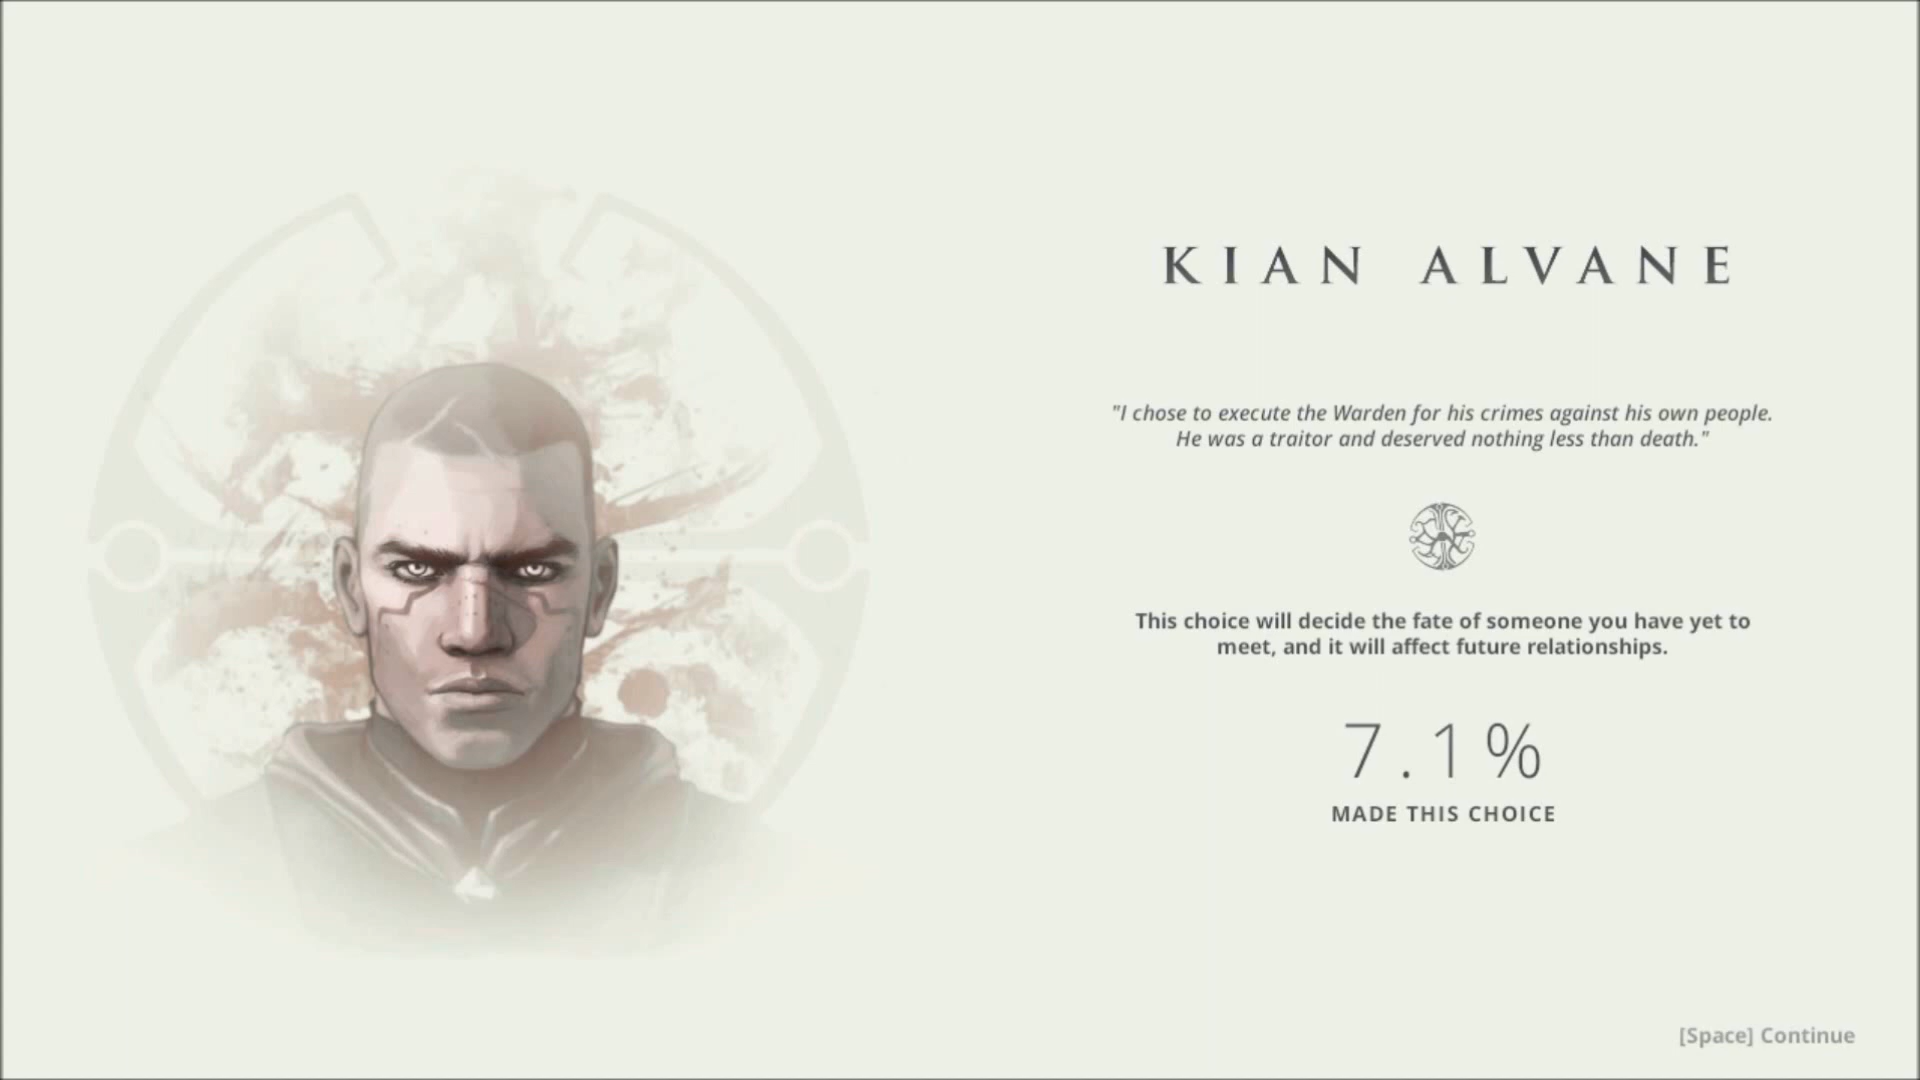 KIAN ALVANE
"I chose to execute the Warden for his crimes against his own people.
He was a traitor and deserved nothing less than death."
This choice will decide the fate of someone you have yet to
meet, and it will affect future relationships.
7.1%
MADE THIS CHOICE
[Space] Continue